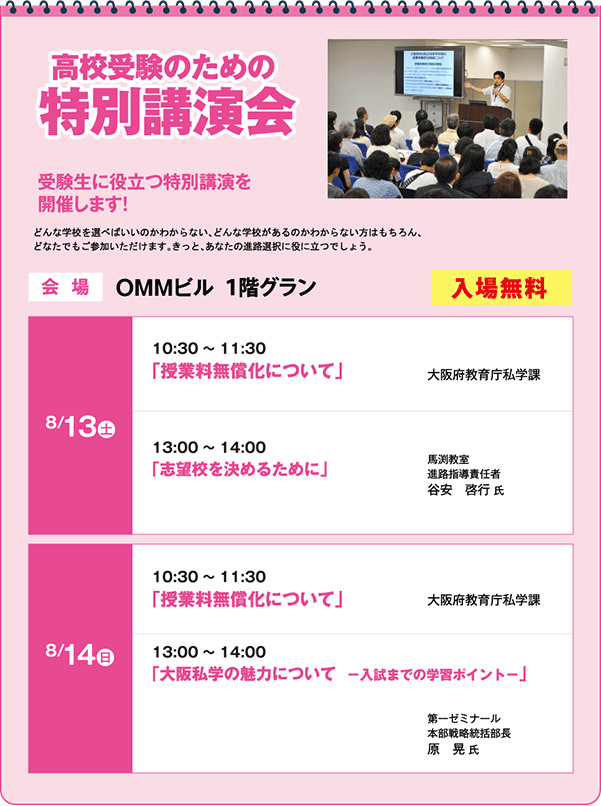 高校受験のための
特別講演会
受験生に役立つ特別講演を
開催します!
どんな学校を選べばいいのかわからない、どんな学校があるのかわからない方はもちろん、
どなたでもご参加いただけます。きっと、あなたの進路選択に役に立つでしょう。
会 場 OMMビル 1階グラン 入場無料
8/13土
10:30 ～ 11:30
「授業料無償化について」 大阪府教育庁私学課
13:00 ～ 14:00
「志望校を決めるために」
馬渕教室
進路指導責任者
谷安 啓行 氏
8/14日
10:30 ～ 11:30
「授業料無償化について」 大阪府教育庁私学課
13:00 ～ 14:00
「大阪私学の魅力について －入試までの学習ポイント－」
第一ゼミナール
本部戦略統括部長
原 晃 氏